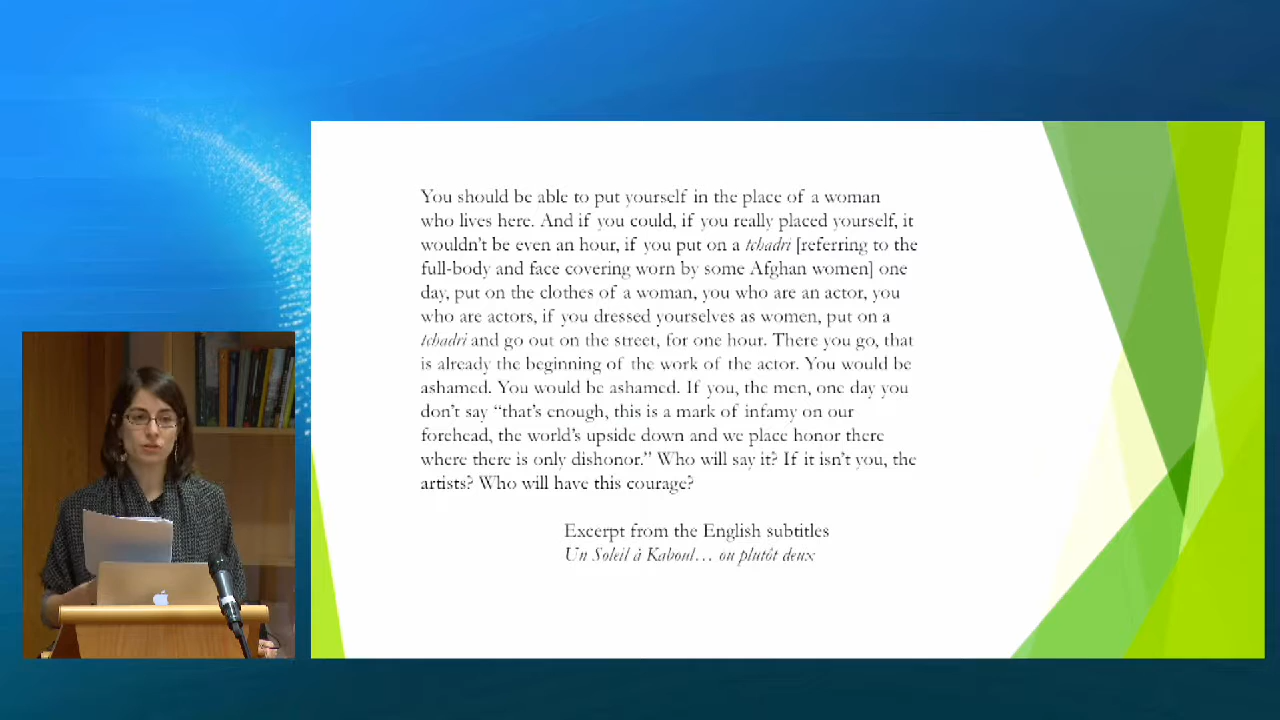 You should be able to put yourself in the place of a woman
who lives here. And if you could, if you really placed yourself, it
wouldn't be even an hour, if you put on a tchadri [referring to the
full-body and face covering worn by some Afghan women] one
day, put on the clothes of a woman, you who are an actor, you
who are actors, if you dressed yourselves as women, put on a
tchadri and go out on the street, for one hour. There you go, that
is already the beginning of the work of the actor. You would be
ashamed. You would be ashamed. If you, the men, one day you
don't say “that's enough, this is a mark of infamy on our
forehead, the world's upside down and we place honor there
where there is only dishonor.” Who will say it? If it isn't you, the
artists? Who will have this courage?
Excerpt from the English subtitles
Un Soleil à Kaboul… ou plutôt deux